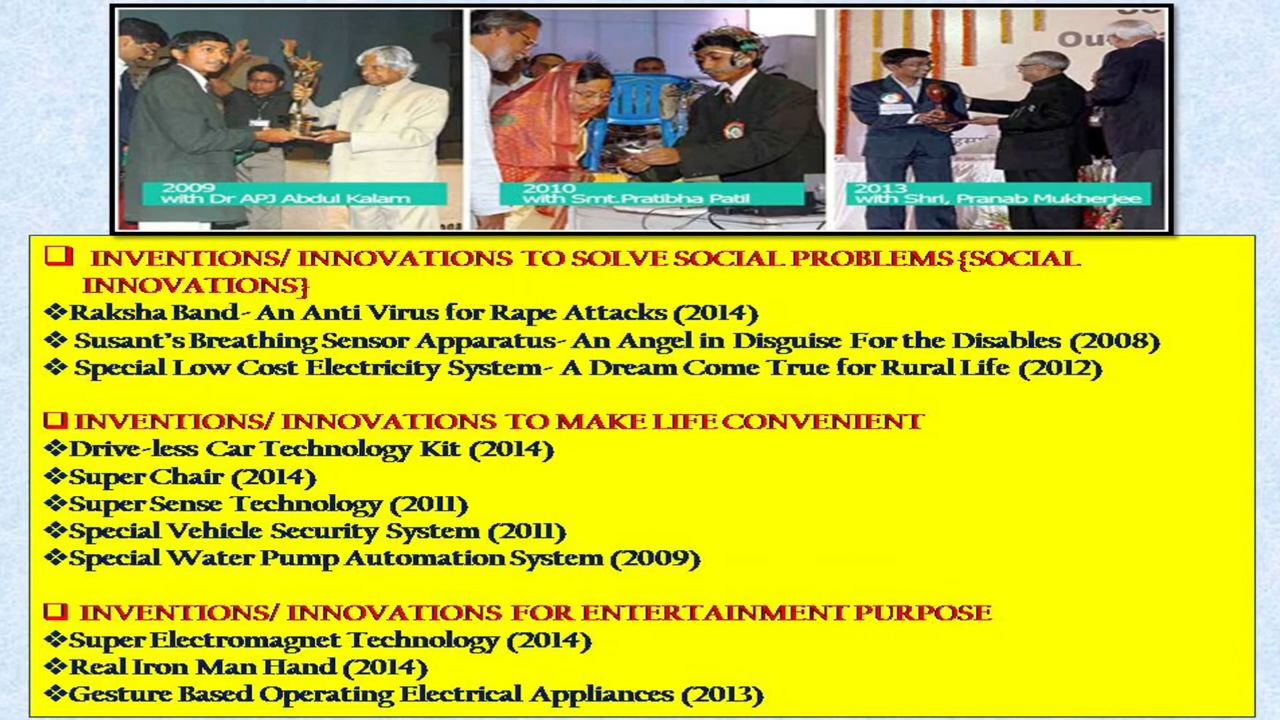 Ou
2009
with Dr APJ Abdul Kalam
2010
with Smt.Pratibha Patil
2013
with Shri, Pranab Mukherjee
INVENTIONS/ INNOVATIONS TO SOLVE SOCIAL PROBLEMS {SOCIAL
INNOVATIONS}
Raksha Band- An Anti Virus for Rape Attacks (2014)
Susant's Breathing Sensor Apparatus- An Angel in Disguise For the Disables (2008)
Special Low Cost Electricity System- A Dream Come True for Rural Life (2012)
INVENTIONS/ INNOVATIONS TO MAKE LIFE CONVENIENT
Drive-less Car Technology Kit (2014)
Super Chair (2014)
Super Sense Technology (2011)
Special Vehicle Security System (2011)
Special Water Pump Automation System (2009)
INVENTIONS/ INNOVATIONS FOR ENTERTAINMENT PURPOSE
Super Electromagnet Technology (2014)
Real Iron Man Hand (2014)
Gesture Based Operating Electrical Appliances (2013)